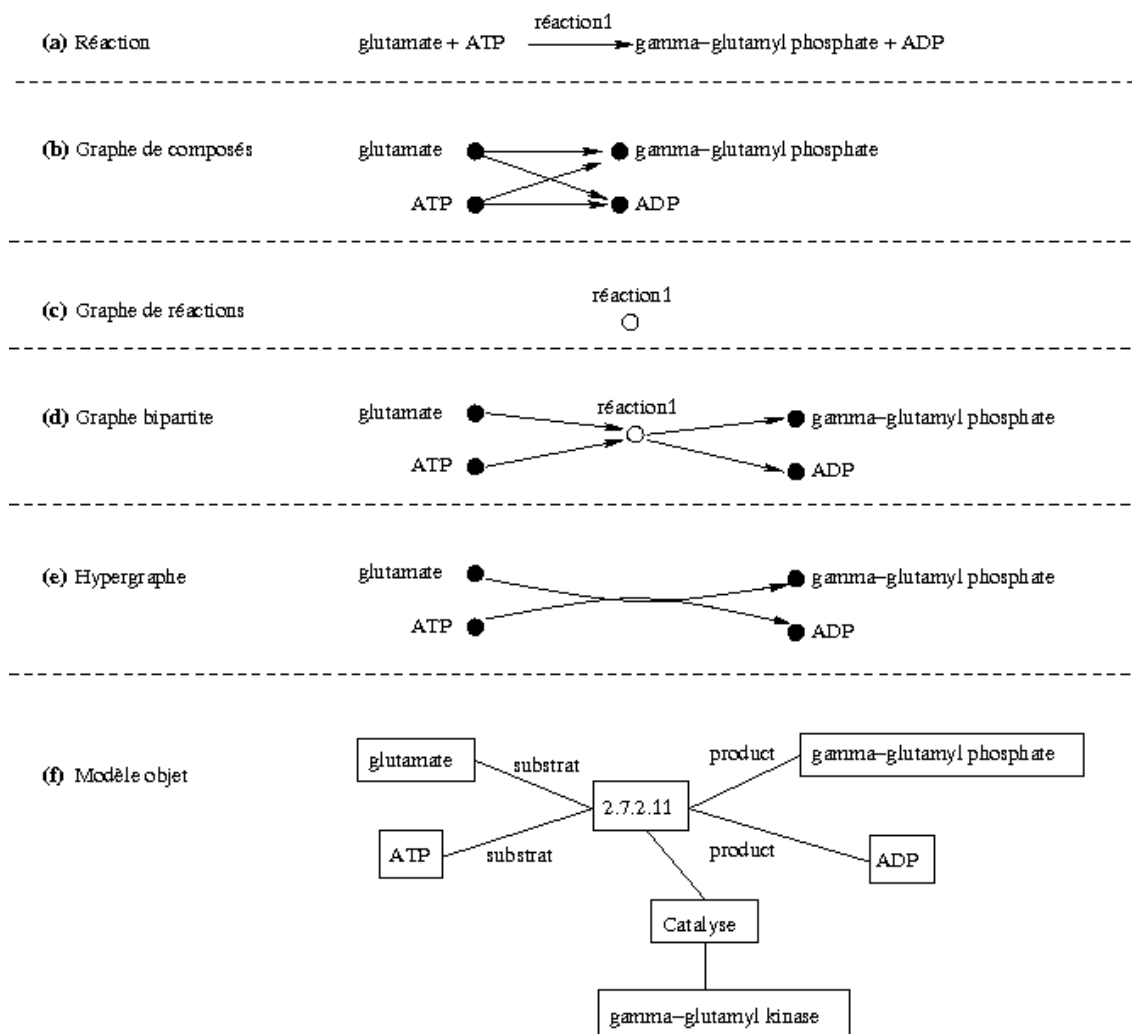 réaction1
(a) Réaction glutamate + ATP gamma-glutamyl phosphate + ADP
(b) Graphe de composés glutamate gamma-glutamyl phosphate
ATP ADP
réaction1
(c) Graphe de réactions
(d) Graphe bipartite glutamate réaction1 gamma-glutamyl phosphate
ATP ADP
(e) Hypergraphe glutamate gamma-glutamyl phosphate
ATP ADP
(f) Modèle objet glutamate substrat product gamma-glutamyl phosphate
2.7.2.11
ATP substrat product ADP
Catalyse
gamma-glutamyl kinase